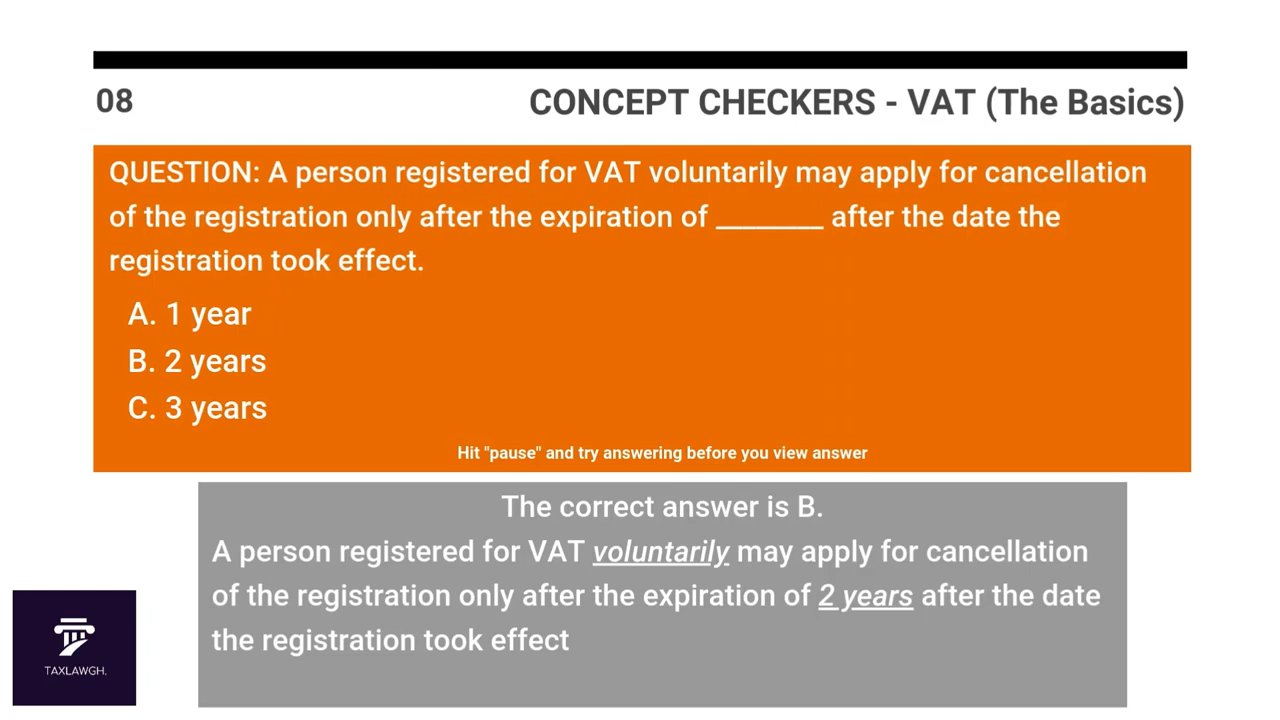 08
CONCEPT CHECKERS - VAT (The Basics)
QUESTION: A person registered for VAT voluntarily may apply for cancellation
of the registration only after the expiration of ________ after the date the
registration took effect.
A. 1 year
B. 2 years
C. 3 years
Hit "pause" and try answering before you view answer
The correct answer is B.
A person registered for VAT voluntarily may apply for cancellation
of the registration only after the expiration of 2 years after the date
the registration took effect
TAXLAWGH.